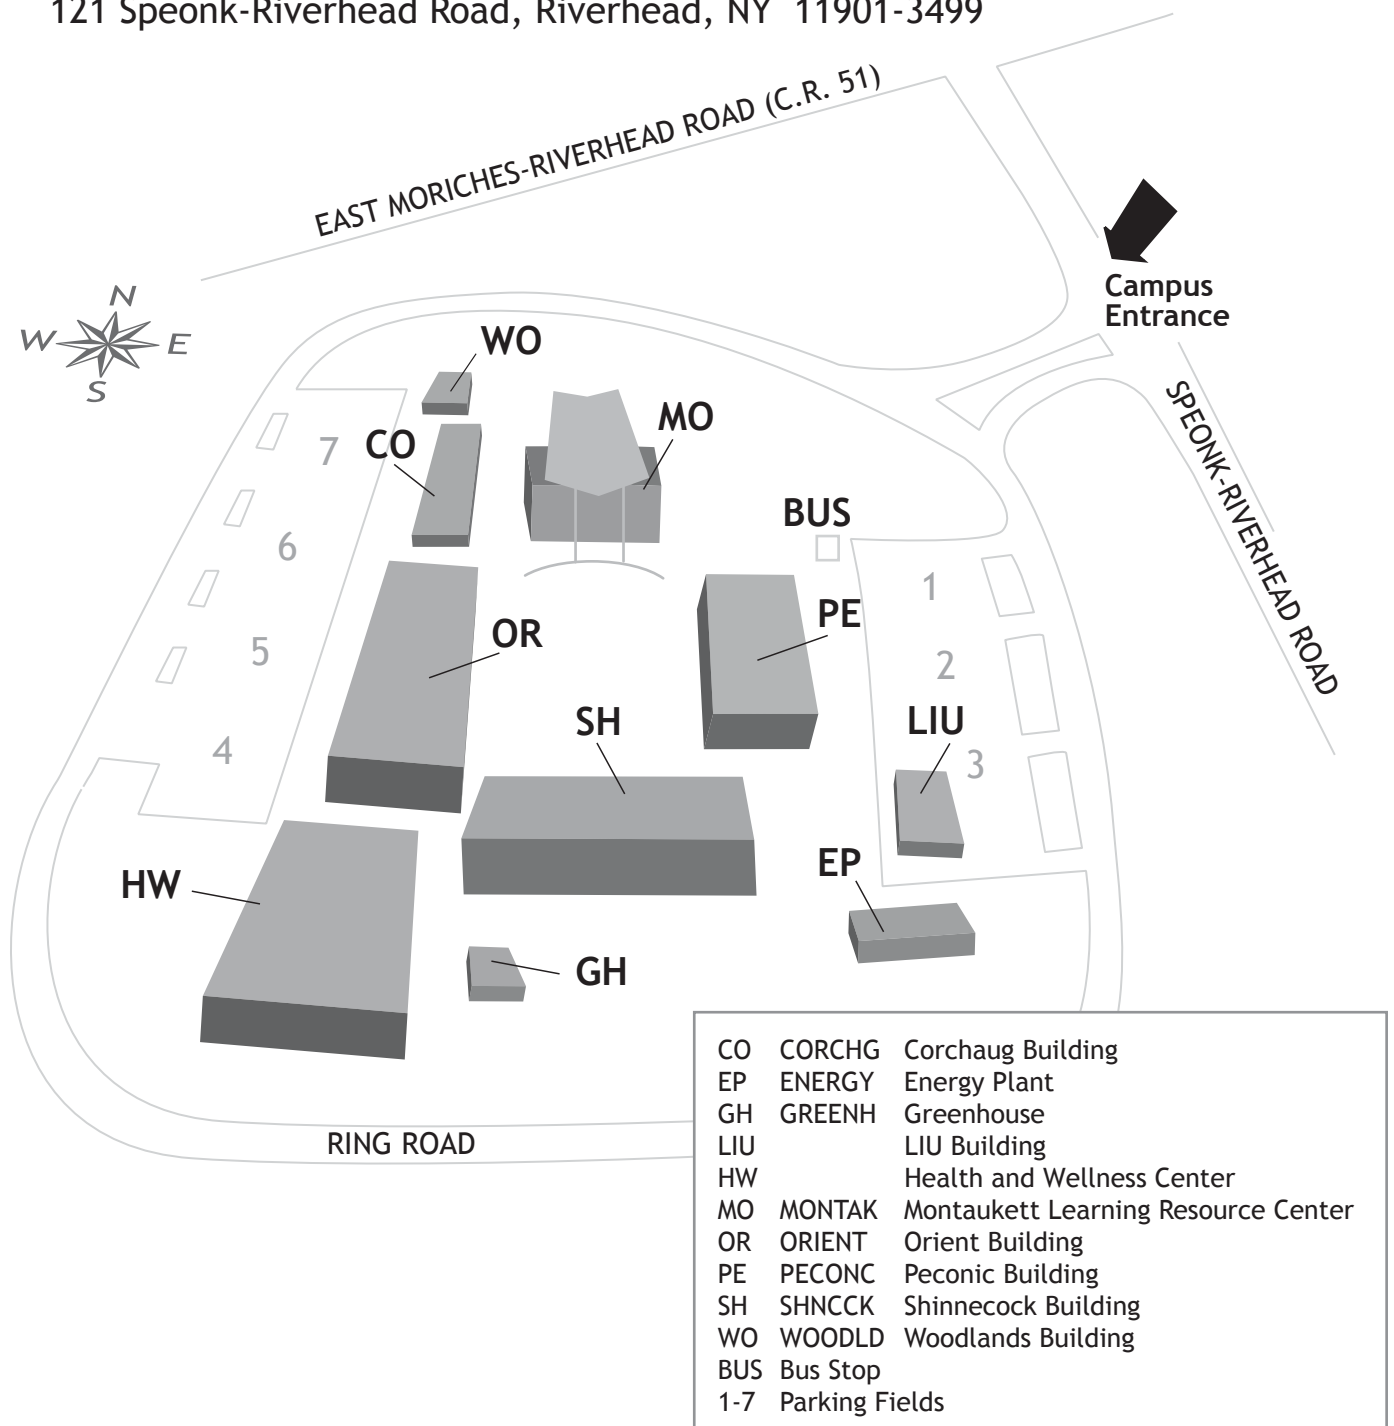 121 Speonk-Riverhead Road, Riverhead, NY 11901-3499
EAST MORICHES-RIVERHEAD ROAD (C.R. 51)
Campus
Entrance
N
W
E
S
WO
MO
CO
7
SPEONK-RIVERHEAD ROAD
BUS
6
1
PE
OR
5
2
SH
LIU
4
3
EP
HW
GH
RING ROAD
CO CORCHG Corchaug Building
EP ENERGY Energy Plant
GH GREENH Greenhouse
LIU LIU Building
HW Health and Wellness Center
MO MONTAK Montaukett Learning Resource Center
OR ORIENT Orient Building
PE PECONC Peconic Building
SH SHNCCK Shinnecock Building
WO WOODLD Woodlands Building
BUS Bus Stop
1-7 Parking Fields